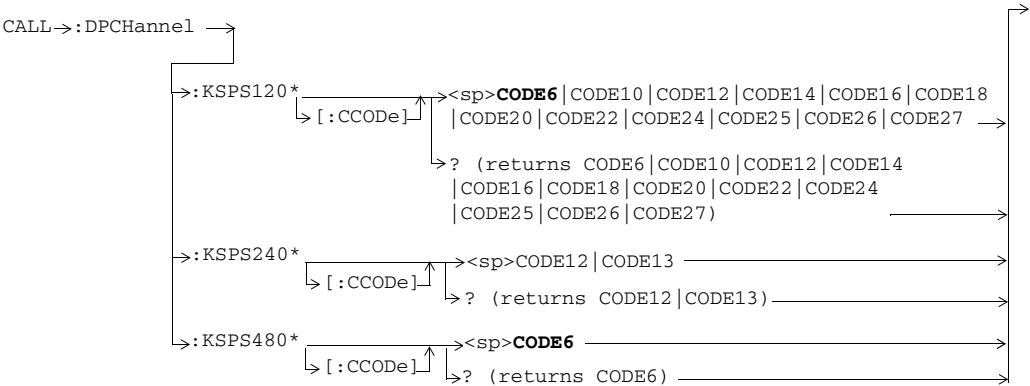 CALL :DPCHannel
:KSPS120* <sp>CODE6|CODE10|CODE12|CODE14|CODE16|CODE18
[:CCODe] |CODE20|CODE22|CODE24|CODE25|CODE26|CODE27
? (returns CODE6|CODE10|CODE12|CODE14
|CODE16|CODE18|CODE20|CODE22|CODE24
|CODE25|CODE26|CODE27)
:KSPS240* <sp>CODE12|CODE13
[:CCODe] ? (returns CODE12|CODE13)
:KSPS480* <sp>CODE6
[:CCODe] ? (returns CODE6)